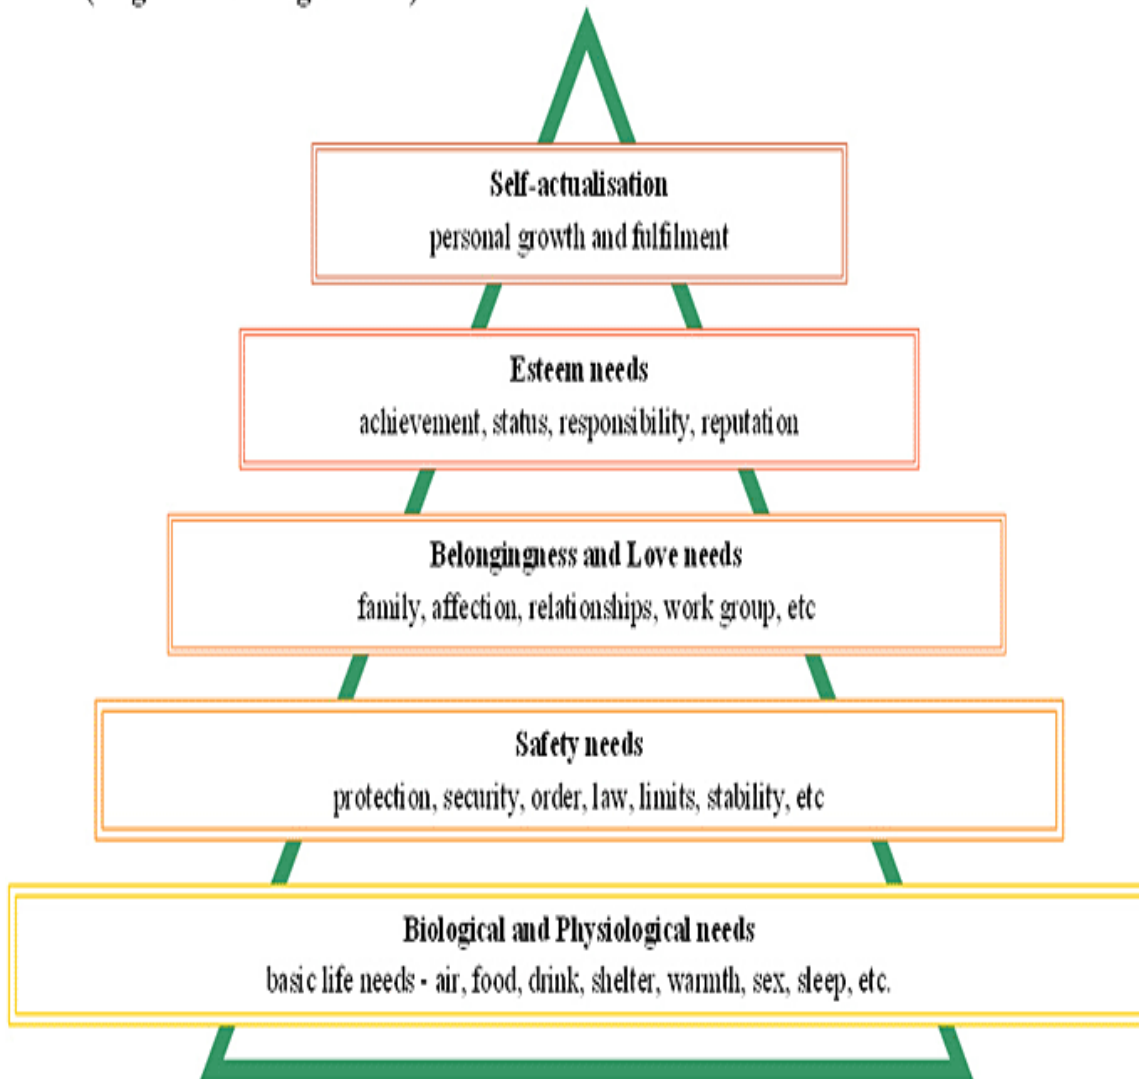 Self-actualisation
personal growth and fulfilment
Esteem needs
achievement, status, responsibility, reputation
Belongingness and Love needs
family, affection, relationships, work group, etc
Safety needs
protection, security, order, law, limits, stability, etc
Biological and Physiological needs
basic life needs - air, food, drink, shelter, warmth, sex, sleep, etc.